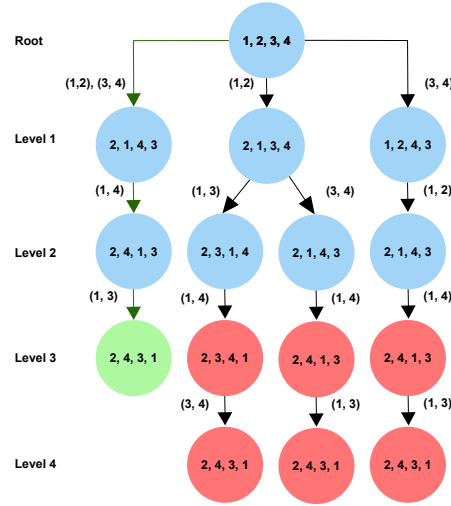 Root
1, 2, 3, 4
(1,2), (3, 4)
(1,2)
(3, 4)
Level 1
2, 1, 4, 3
2, 1, 3, 4
1, 2, 4, 3
(1, 4)
(1, 3)
(3, 4)
(1, 2)
Level 2
2, 4, 1, 3
2, 3, 1, 4
2, 1, 4, 3
2, 1, 4, 3
(1, 3)
(1, 4)
(1, 4)
(1, 4)
Level 3
2, 4, 3, 1
2, 3, 4, 1
2, 4, 1, 3
2, 4, 1, 3
(3, 4)
(1, 3)
(1, 3)
Level 4
2, 4, 3, 1
2, 4, 3, 1
2, 4, 3, 1